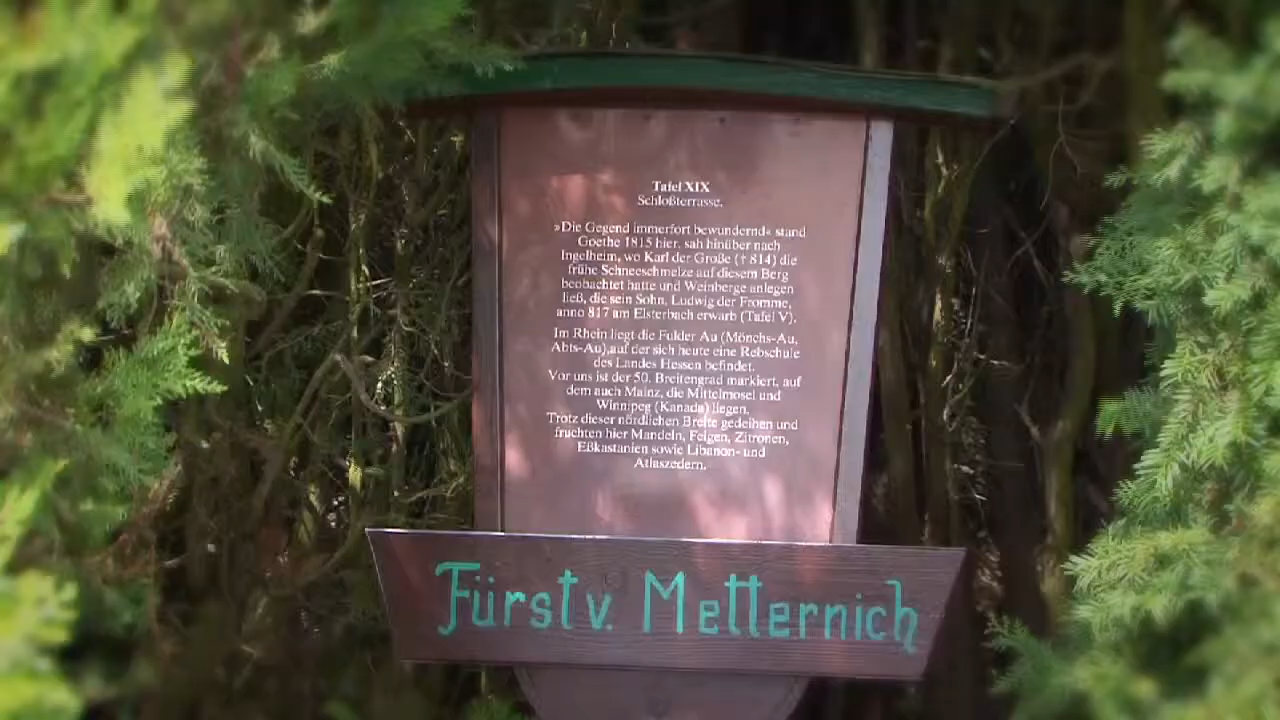 Tafel XIX
Schloßterrasse.
»Die Gegend immerfort bewundernd« stand
Goethe 1815 hier, sah hinüber nach
Ingelheim, wo Karl der Große († 814) die
frühe Schneeschmelze auf diesem Berg
beobachtet hatte und Weinberge anlegen
ließ, die sein Sohn, Ludwig der Fromme,
anno 817 am Elsterbach erwarb (Tafel V).
Im Rhein liegt die Fulder Au (Mönchs-Au,
Abts-Au),auf der sich heute eine Rebschule
des Landes Hessen befindet.
Vor uns ist der 50. Breitengrad markiert, auf
dem auch Mainz, die Mittelmosel und
Winnipeg (Kanada) liegen.
Trotz dieser nördlichen Breite gedeihen und
fruchten hier Mandeln, Feigen, Zitronen,
Eßkastanien sowie Libanon- und
Atlaszedern.
Fürst v. Metternich